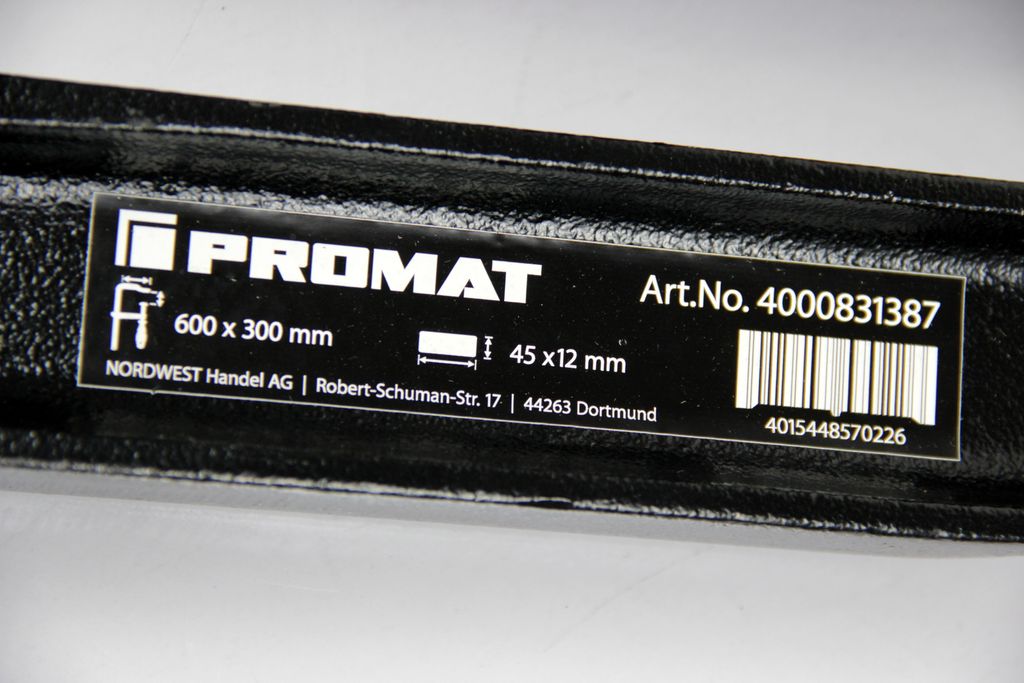 PROMAT
Art.No. 4000831387
600 x 300 mm
45 x12 mm
NORDWEST Handel AG | Robert-Schuman-Str. 17 | 44263 Dortmund
4015448570226